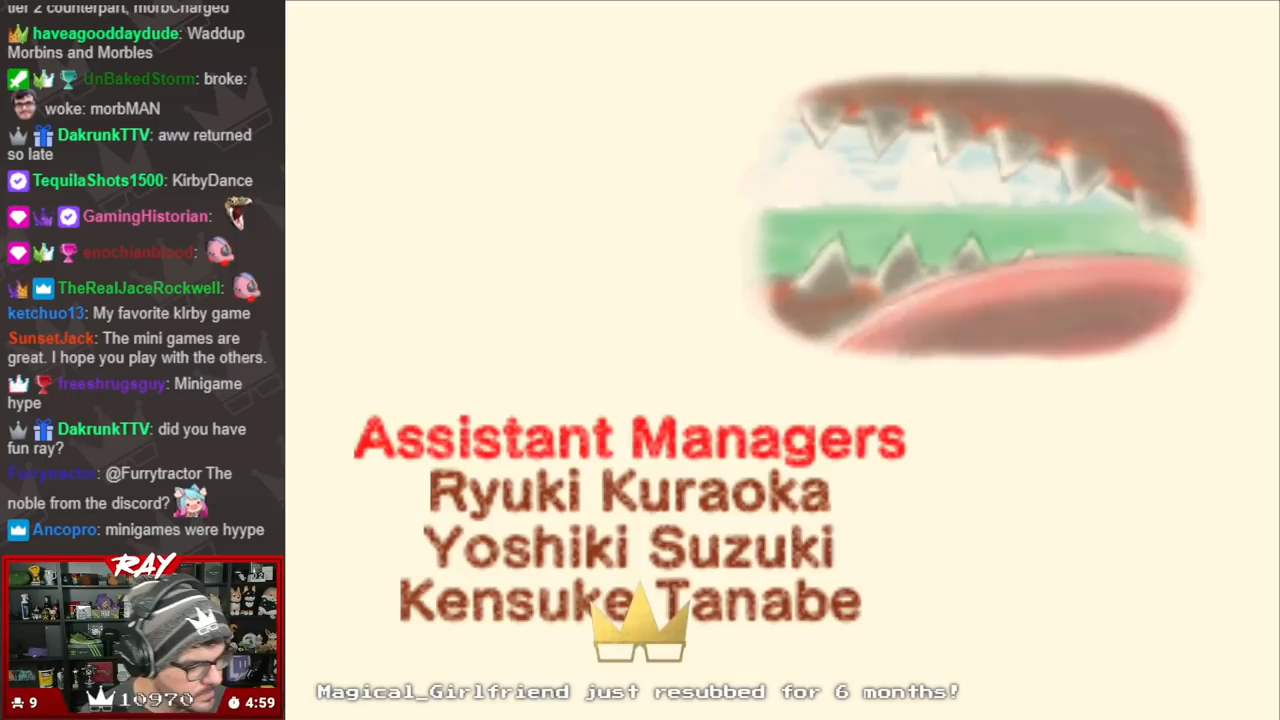 tier 2 counterpart, morbCharged
haveagooddaydude: Waddup
Morbins and Morbles
UnBakedStorm: broke:
woke: morbMAN
DakrunkTTV: aww returned
so late
TequilaShots1500: KirbyDance
GamingHistorian:
enochianblood:
TheRealJaceRockwell:
ketchuo13: My favorite kIrby game
SunsetJack: The mini games are
great. I hope you play with the others.
freeshrugsguy: Minigame
hype
DakrunkTTV: did you have
fun ray?
Furrytractor: @Furrytractor The
noble from the discord?
Ancopro: minigames were hyype
RAY
9
10970
4:59
Assistant Managers
Ryuki Kuraoka
Yoshiki Suzuki
Kensuke Tanabe
Magical_Girlfriend just resubbed for 6 months!